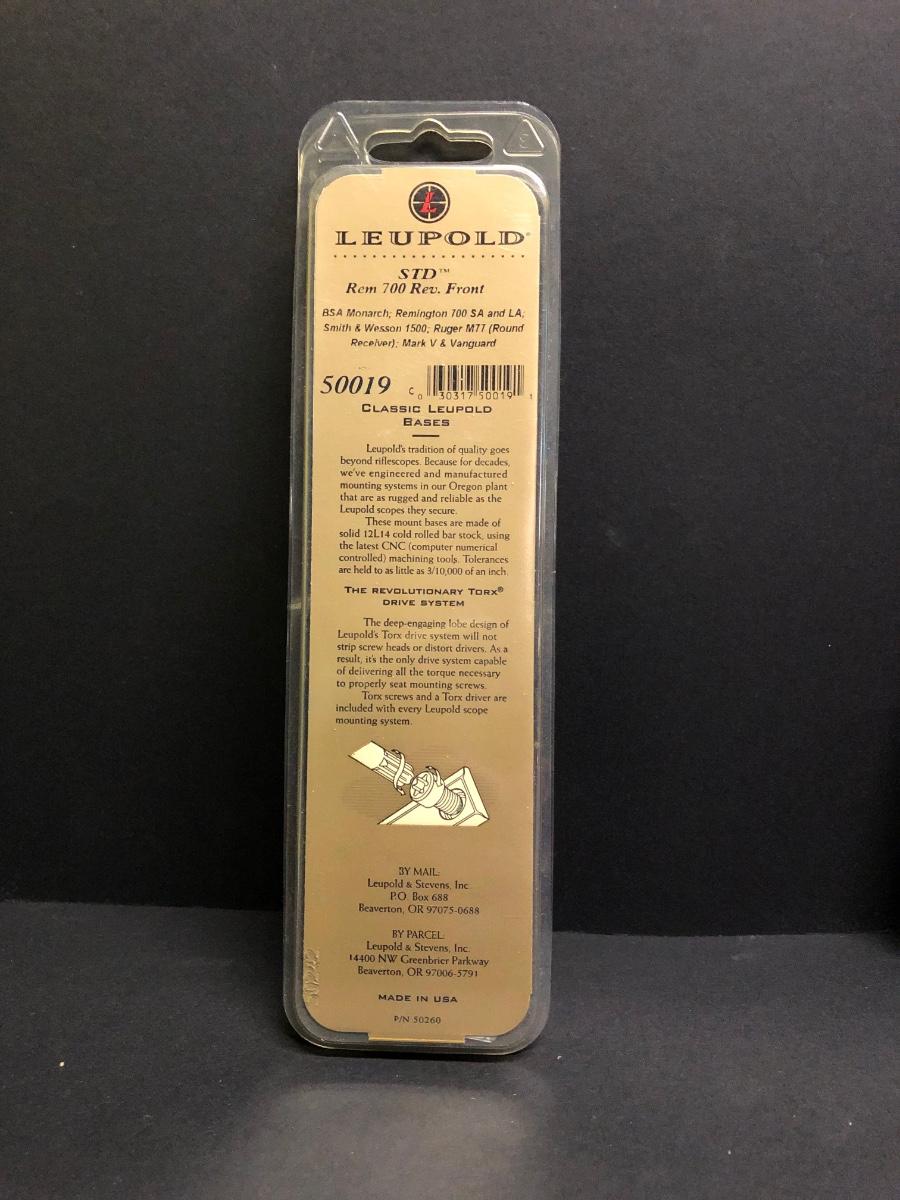 L
LEUPOLD®
STD™
Rem 700 Rev. Front
BSA Monarch; Remington 700 SA and LA;
Smith & Wesson 1500; Ruger M77 (Round
Receiver); Mark V & Vanguard
50019
C 0 30317 50019 1
CLASSIC LEUPOLD
BASES
Leupold's tradition of quality goes
beyond riflescopes. Because for decades,
we've engineered and manufactured
mounting systems in our Oregon plant
that are as rugged and reliable as the
Leupold scopes they secure.
These mount bases are made of
solid 12L14 cold rolled bar stock, using
the latest CNC (computer numerical
controlled) machining tools. Tolerances
are held to as little as 3/10,000 of an inch.
THE REVOLUTIONARY TORX®
DRIVE SYSTEM
The deep-engaging lobe design of
Leupold's Torx drive system will not
strip screw heads or distort drivers. As a
result, it's the only drive system capable
of delivering all the torque necessary
to properly seat mounting screws.
Torx screws and a Torx driver are
included with every Leupold scope
mounting system.
BY MAIL:
Leupold & Stevens, Inc.
P.O. Box 688
Beaverton, OR 97075-0688
BY PARCEL:
Leupold & Stevens, Inc.
14400 NW Greenbrier Parkway
Beaverton, OR 97006-5791
MADE IN USA
P/N 50260